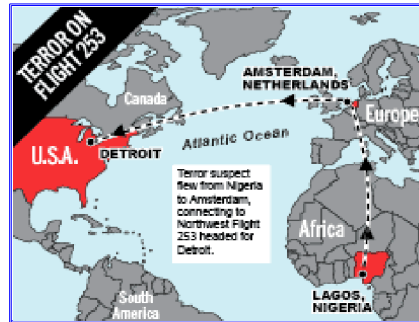 TERROR ON
FLIGHT 253
AMSTERDAM,
NETHERLANDS
Canada
Europe
Atlantic Ocean
U.S.A.
DETROIT
Terror suspect
flew from Nigeria
to Amsterdam,
connecting to
Northwest Flight
253 headed for
Detroit.
Africa
LAGOS,
NIGERIA
South
America